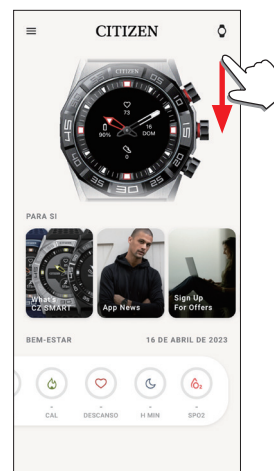 CITIZEN
CITIZEN
73
90%
16
DOM
0
PARA SI
What's
CZ SMART
App News
Sign Up
For Offers
BEM-ESTAR
16 DE ABRIL DE 2023
-
-
-
-
CAL
DESCANSO
H MIN
SPO2